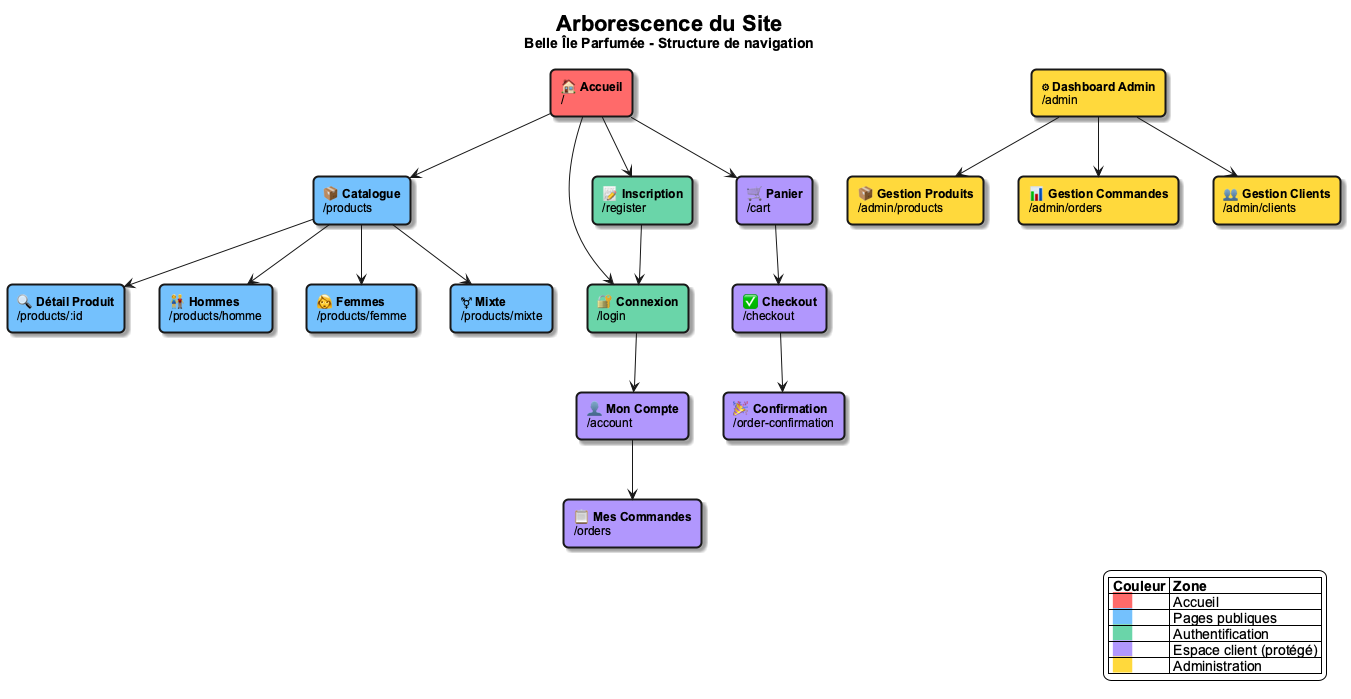 Arborescence du Site
Belle Île Parfumée - Structure de navigation
🏠 Accueil
/
⚙ Dashboard Admin
/admin
📦 Catalogue
/products
📝 Inscription
/register
🛒 Panier
/cart
📦 Gestion Produits
/admin/products
📊 Gestion Commandes
/admin/orders
👥 Gestion Clients
/admin/clients
🔍 Détail Produit
/products/:id
👬 Hommes
/products/homme
👩 Femmes
/products/femme
⚤ Mixte
/products/mixte
🔐 Connexion
/login
✅ Checkout
/checkout
👤 Mon Compte
/account
🎉 Confirmation
/order-confirmation
📋 Mes Commandes
/orders
Couleur Zone
Accueil
Pages publiques
Authentification
Espace client (protégé)
Administration